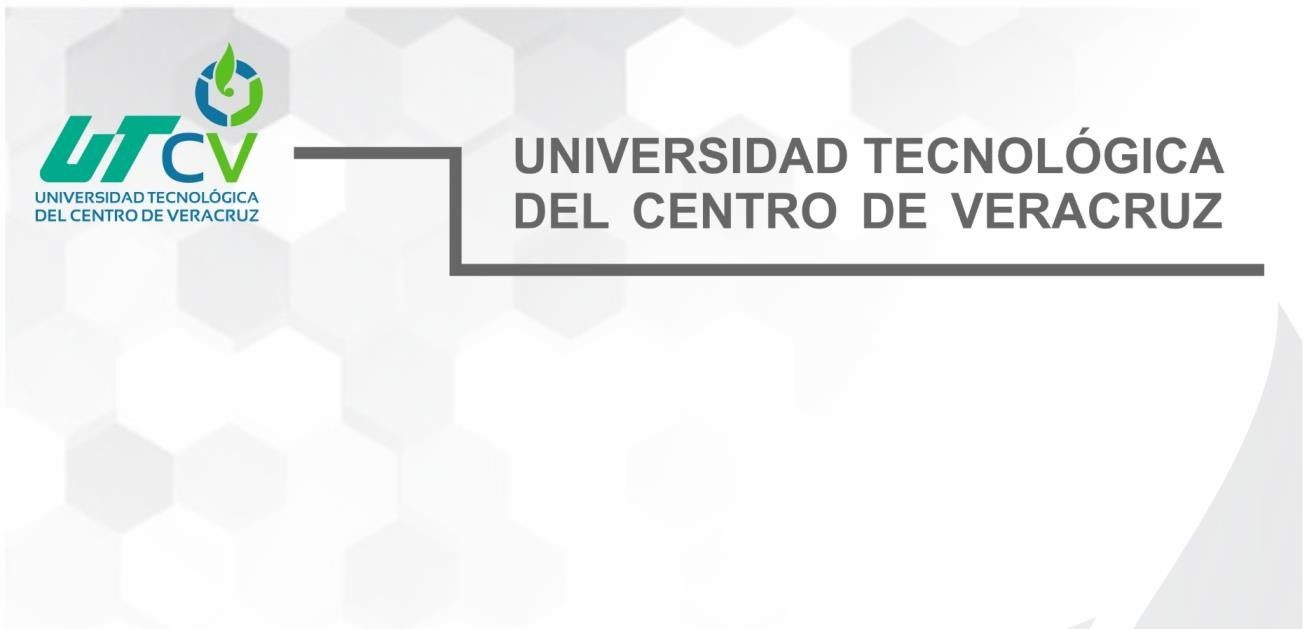 UTCV
UNIVERSIDAD TECNOLÓGICA
DEL CENTRO DE VERACRUZ
UNIVERSIDAD TECNOLÓGICA
DEL CENTRO DE VERACRUZ